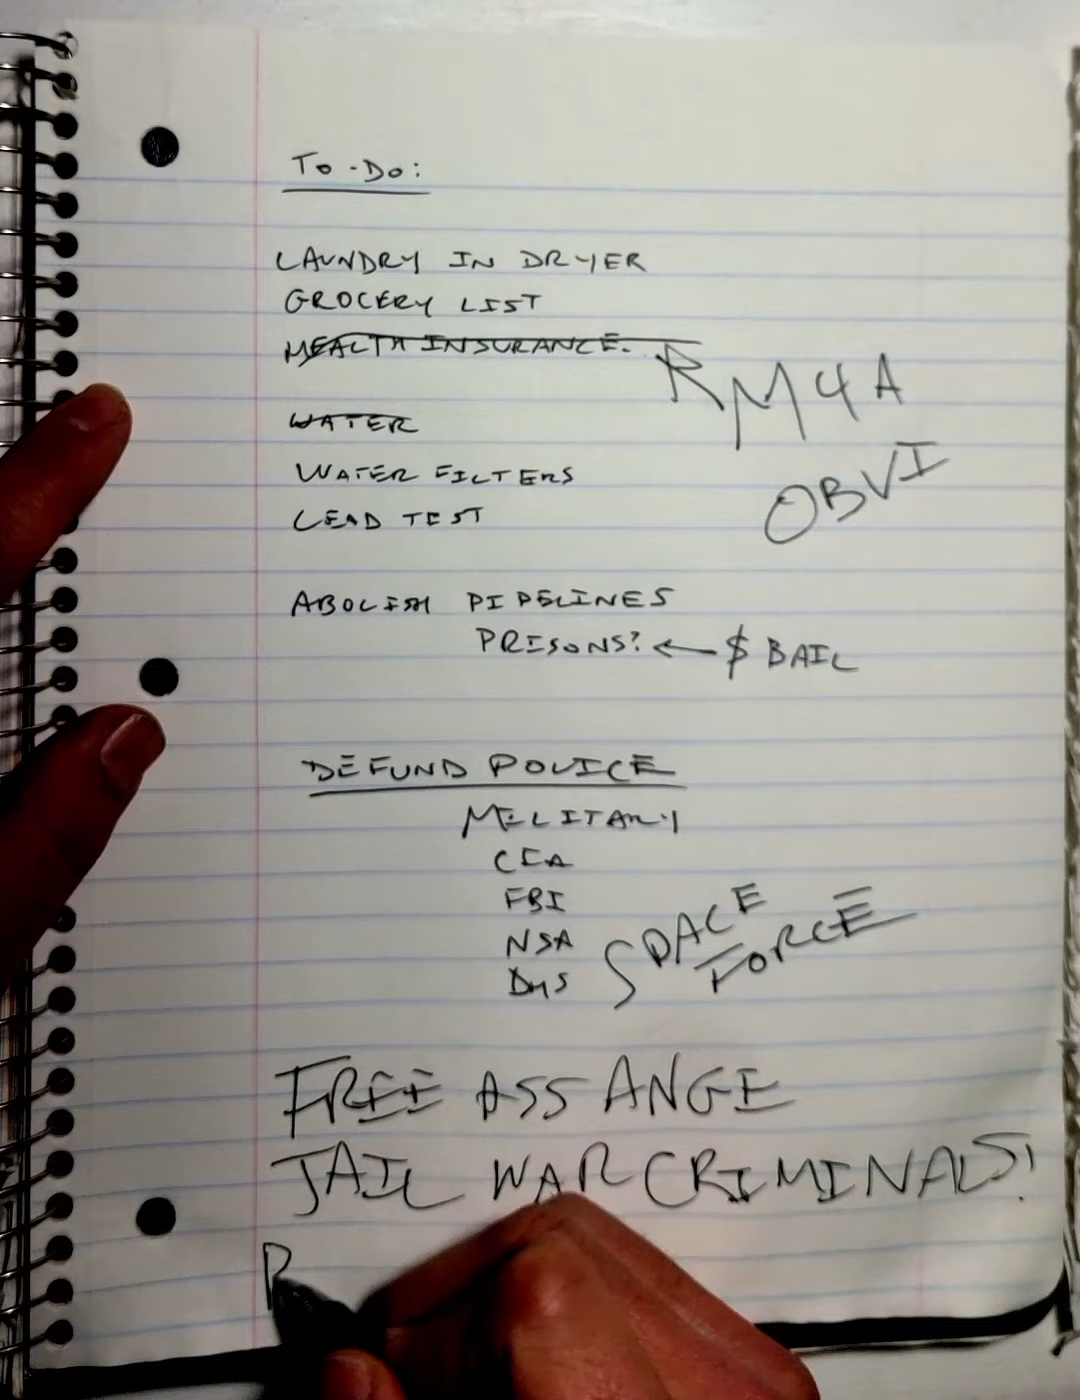 TO-DO:
LAUNDRY IN DRYER
GROCERY LIST
HEALTH INSURANCE.
M4A
OBVI
WATER
WATER FILTERS
LEAD TEST
ABOLISH PIPELINES
PRISONS? ← $ BAIL
DEFUND POLICE
MILITARY
CIA
FBI
NSA
DHS
SPACE
FORCE
FREE ASSANGE
JAIL WAR CRIMINALS!